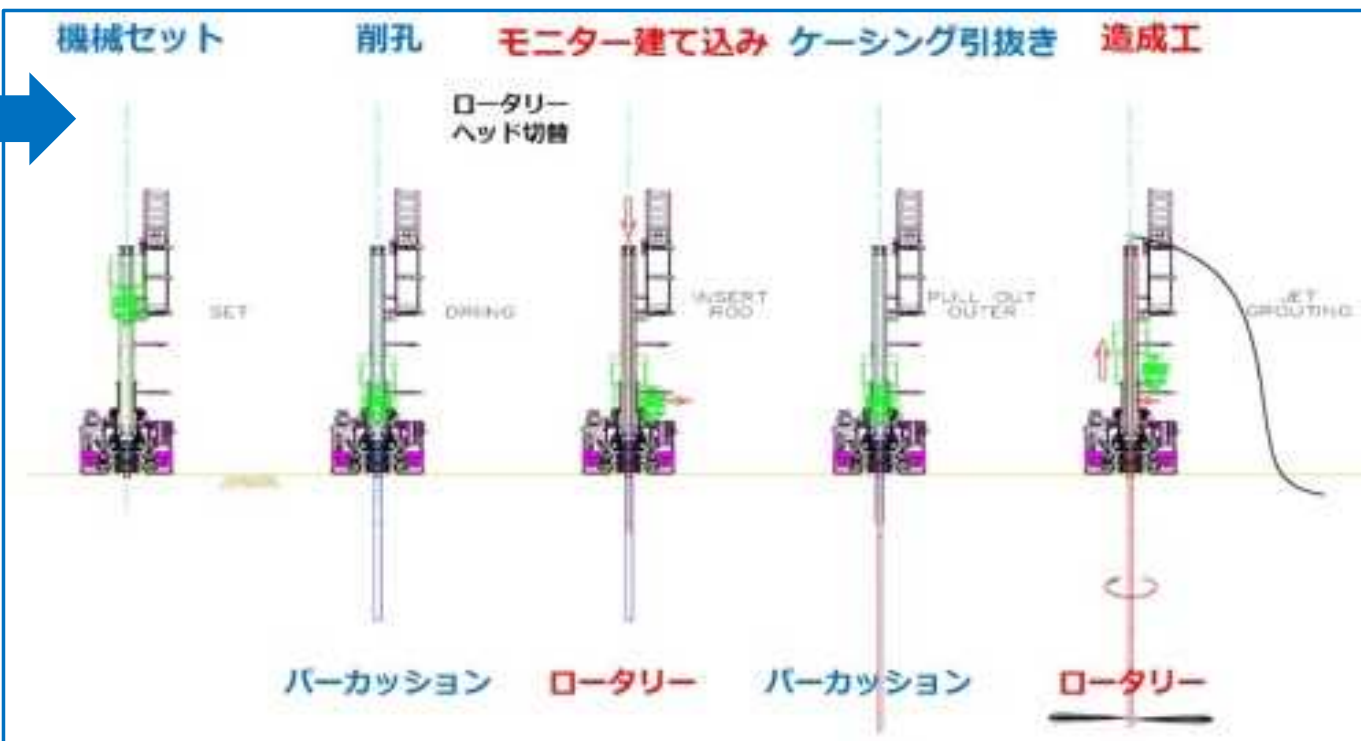 機械セット
削孔
モニター建て込み
ケーシング引抜き
造成工
ロータリー
ヘッド切替
SET
DRIING
INSERT
ROD
PULL OUT
OUTER
JET
GROUTING
パーカッション
ロータリー
パーカッション
ロータリー